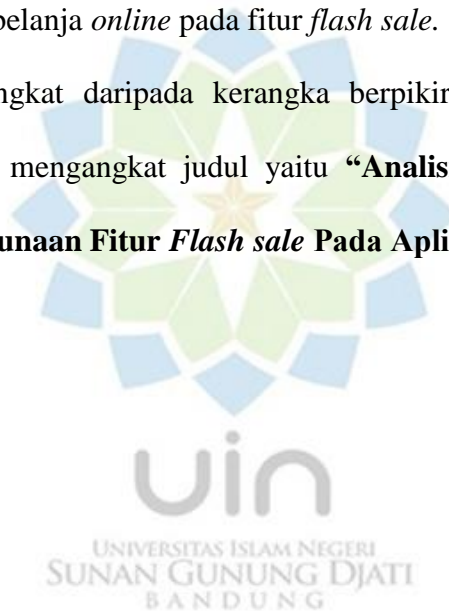 belanja online pada fitur flash sale.
ngkat daripada kerangka berpikir
mengangkat judul yaitu “Analis
unaan Fitur Flash sale Pada Apli
uin
UNIVERSITAS ISLAM NEGERI
SUNAN GUNUNG DJATI
BANDUNG